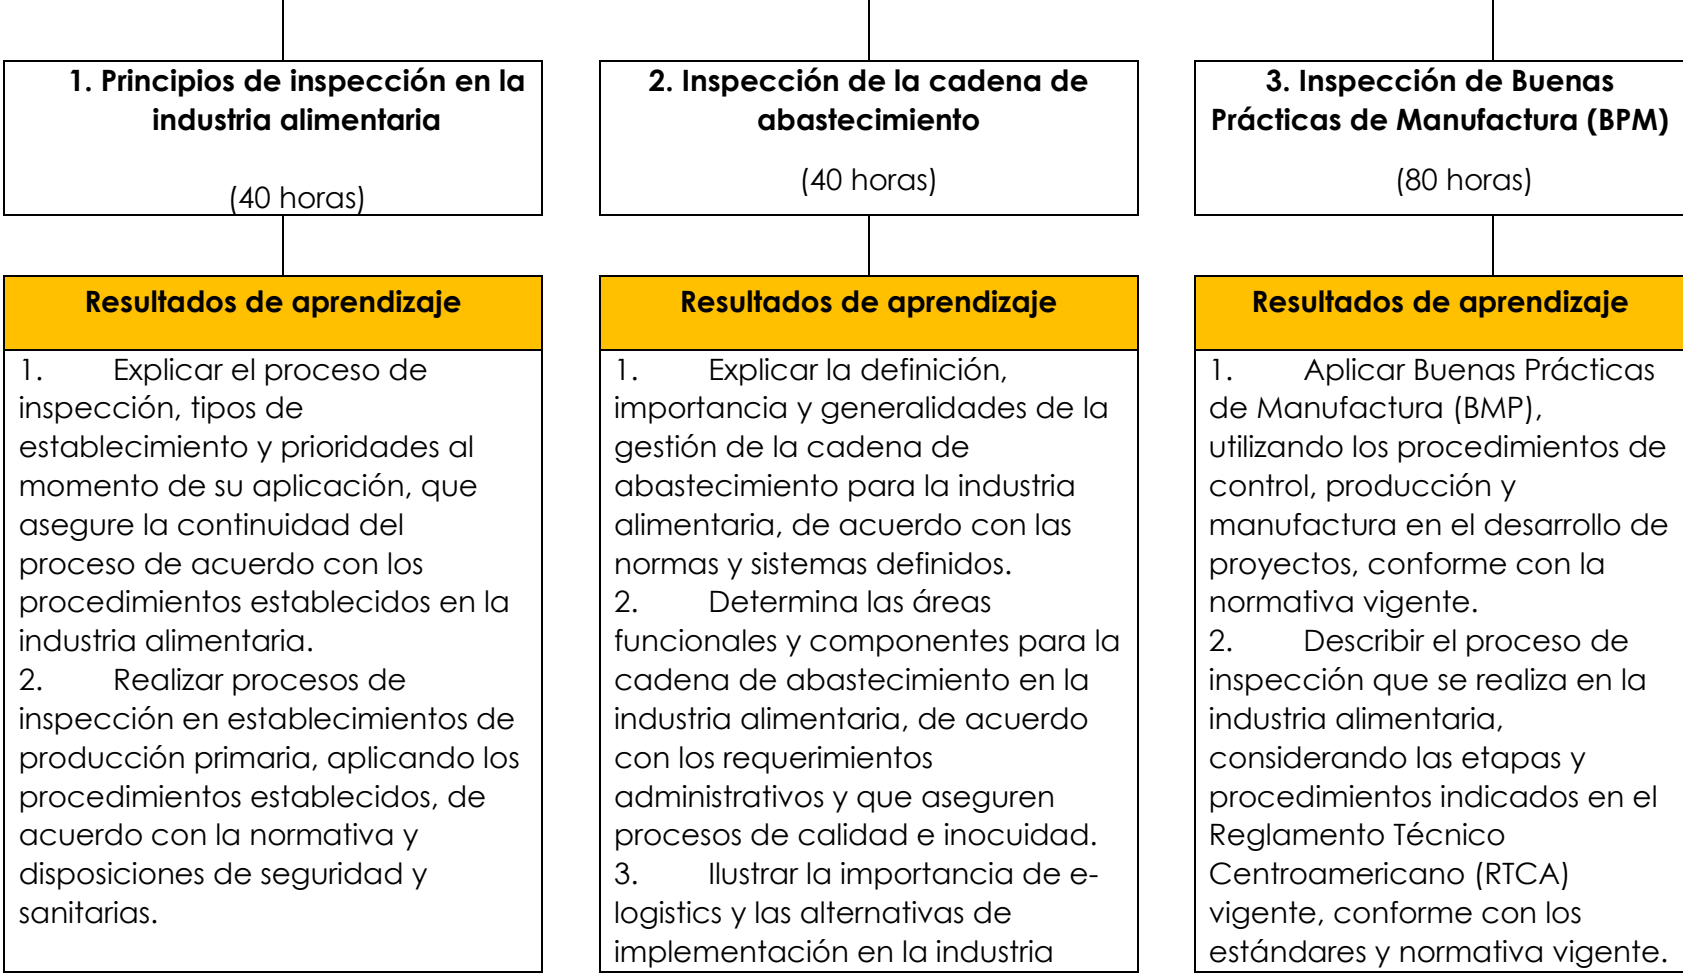 1. Principios de inspección en la
industria alimentaria
(40 horas)
Resultados de aprendizaje
1. Explicar el proceso de
inspección, tipos de
establecimiento y prioridades al
momento de su aplicación, que
asegure la continuidad del
proceso de acuerdo con los
procedimientos establecidos en la
industria alimentaria.
2. Realizar procesos de
inspección en establecimientos de
producción primaria, aplicando los
procedimientos establecidos, de
acuerdo con la normativa y
disposiciones de seguridad y
sanitarias.
2. Inspección de la cadena de
abastecimiento
(40 horas)
Resultados de aprendizaje
1. Explicar la definición,
importancia y generalidades de la
gestión de la cadena de
abastecimiento para la industria
alimentaria, de acuerdo con las
normas y sistemas definidos.
2. Determina las áreas
funcionales y componentes para la
cadena de abastecimiento en la
industria alimentaria, de acuerdo
con los requerimientos
administrativos y que aseguren
procesos de calidad e inocuidad.
3. Ilustrar la importancia de e-
logistics y las alternativas de
implementación en la industria
3. Inspección de Buenas
Prácticas de Manufactura (BPM)
(80 horas)
Resultados de aprendizaje
1. Aplicar Buenas Prácticas
de Manufactura (BMP),
utilizando los procedimientos de
control, producción y
manufactura en el desarrollo de
proyectos, conforme con la
normativa vigente.
2. Describir el proceso de
inspección que se realiza en la
industria alimentaria,
considerando las etapas y
procedimientos indicados en el
Reglamento Técnico
Centroamericano (RTCA)
vigente, conforme con los
estándares y normativa vigente.